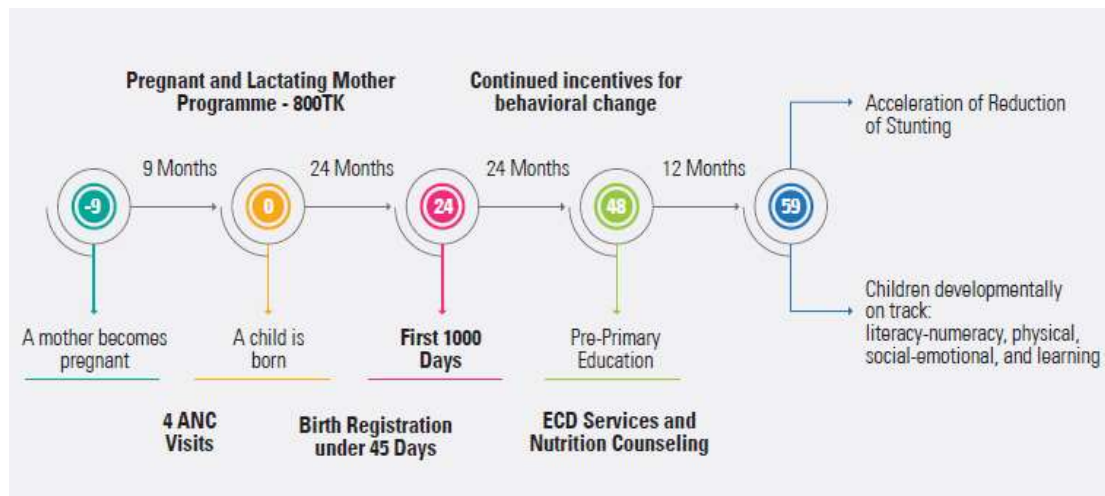 Pregnant and Lactating Mother
Programme - 800TK
Continued incentives for
behavioral change
Acceleration of Reduction
of Stunting
9 Months
24 Months
24 Months
12 Months
-9
0
24
48
59
A mother becomes
pregnant
A child is
born
First 1000
Days
Pre-Primary
Education
Children developmentally
on track:
literacy-numeracy, physical,
social-emotional, and learning
4 ANC
Visits
Birth Registration
under 45 Days
ECD Services and
Nutrition Counseling